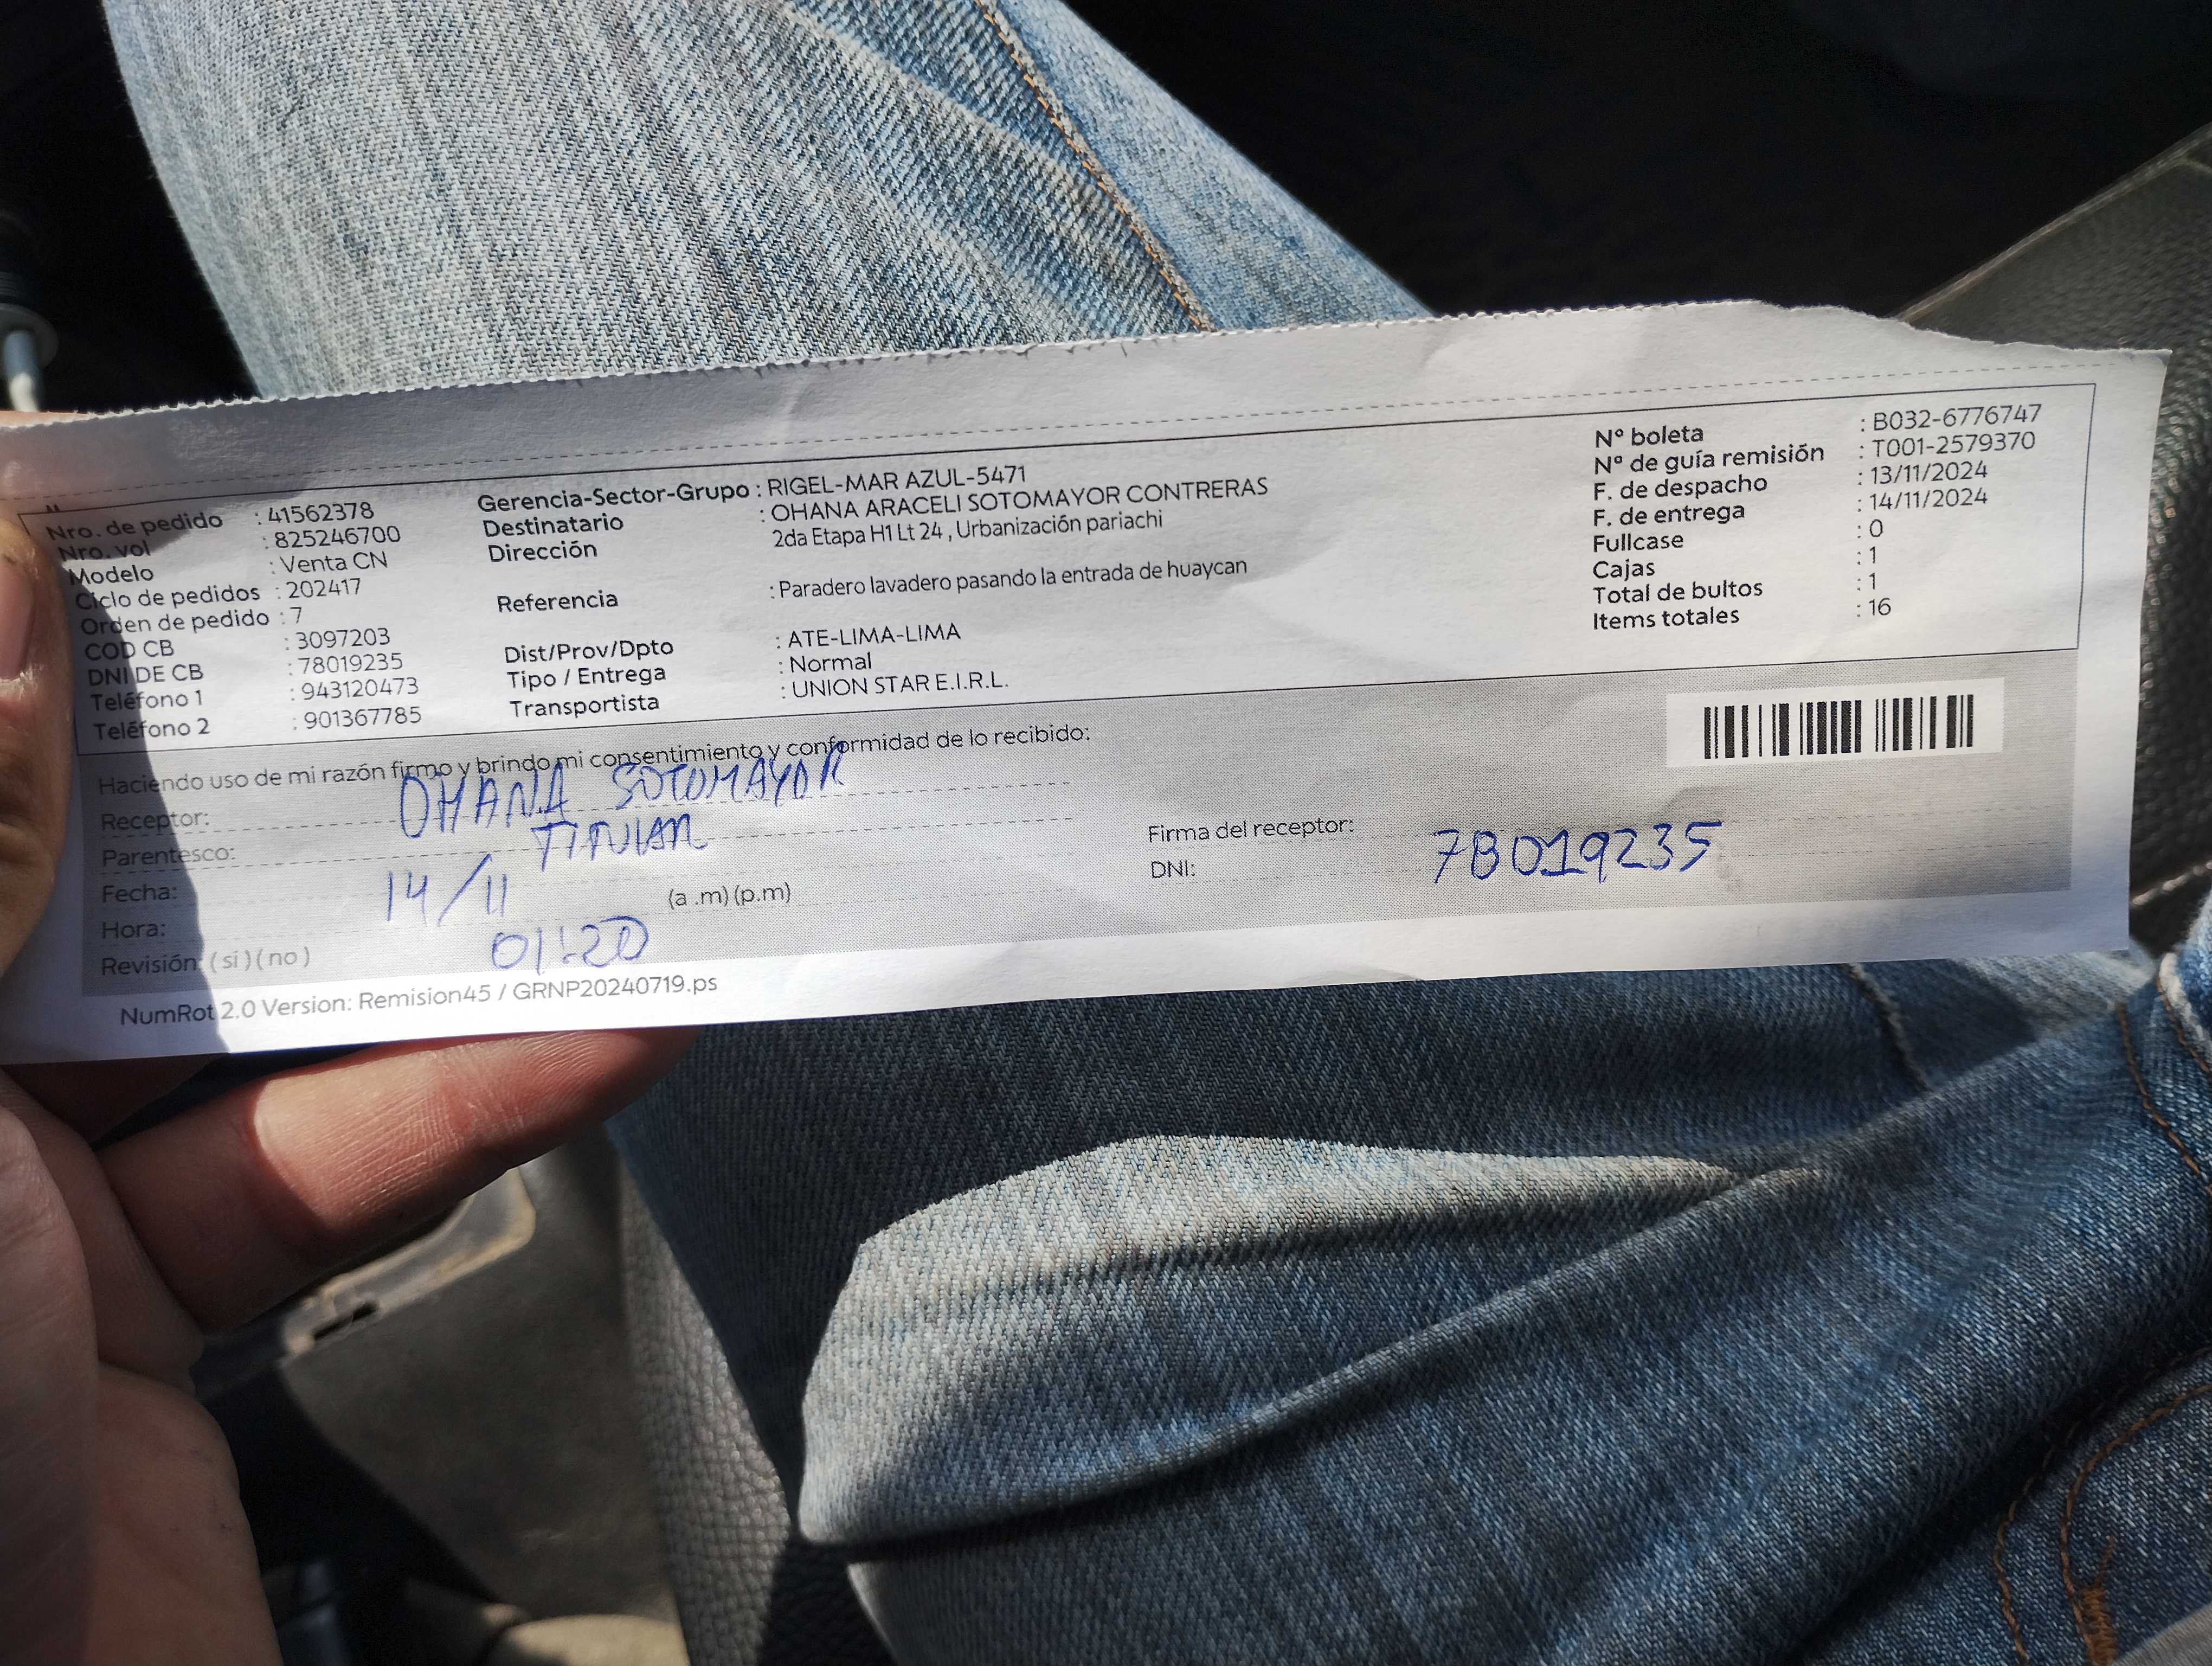 Nro. de pedido : 41562378
Nro. vol : 825246700
Modelo : Venta CN
Ciclo de pedidos : 202417
Orden de pedido : 7
COD CB : 3097203
DNI DE CB : 78019235
Teléfono 1 : 943120473
Teléfono 2 : 901367785
Gerencia-Sector-Grupo : RIGEL-MAR AZUL-5471
Destinatario : OHANA ARACELI SOTOMAYOR CONTRERAS
Dirección 2da Etapa H1 Lt 24 , Urbanización pariachi
Referencia : Paradero lavadero pasando la entrada de huaycan
Dist/Prov/Dpto : ATE-LIMA-LIMA
Tipo / Entrega : Normal
Transportista : UNION STAR E.I.R.L.
N° boleta : B032-6776747
N° de guía remisión : T001-2579370
F. de despacho : 13/11/2024
F. de entrega : 14/11/2024
Fullcase : 0
Cajas : 1
Total de bultos : 1
Items totales : 16
Haciendo uso de mi razón firmo y brindo mi consentimiento y conformidad de lo recibido:
Receptor: OHANA SOTOMAYOR
Parentesco: TITULAR
Fecha: 14/11
Hora: 01:20 (a .m) (p.m)
Revisión: ( si ) ( no )
Firma del receptor:
DNI: 78019235
NumRot 2.0 Version: Remision45 / GRNP20240719.ps